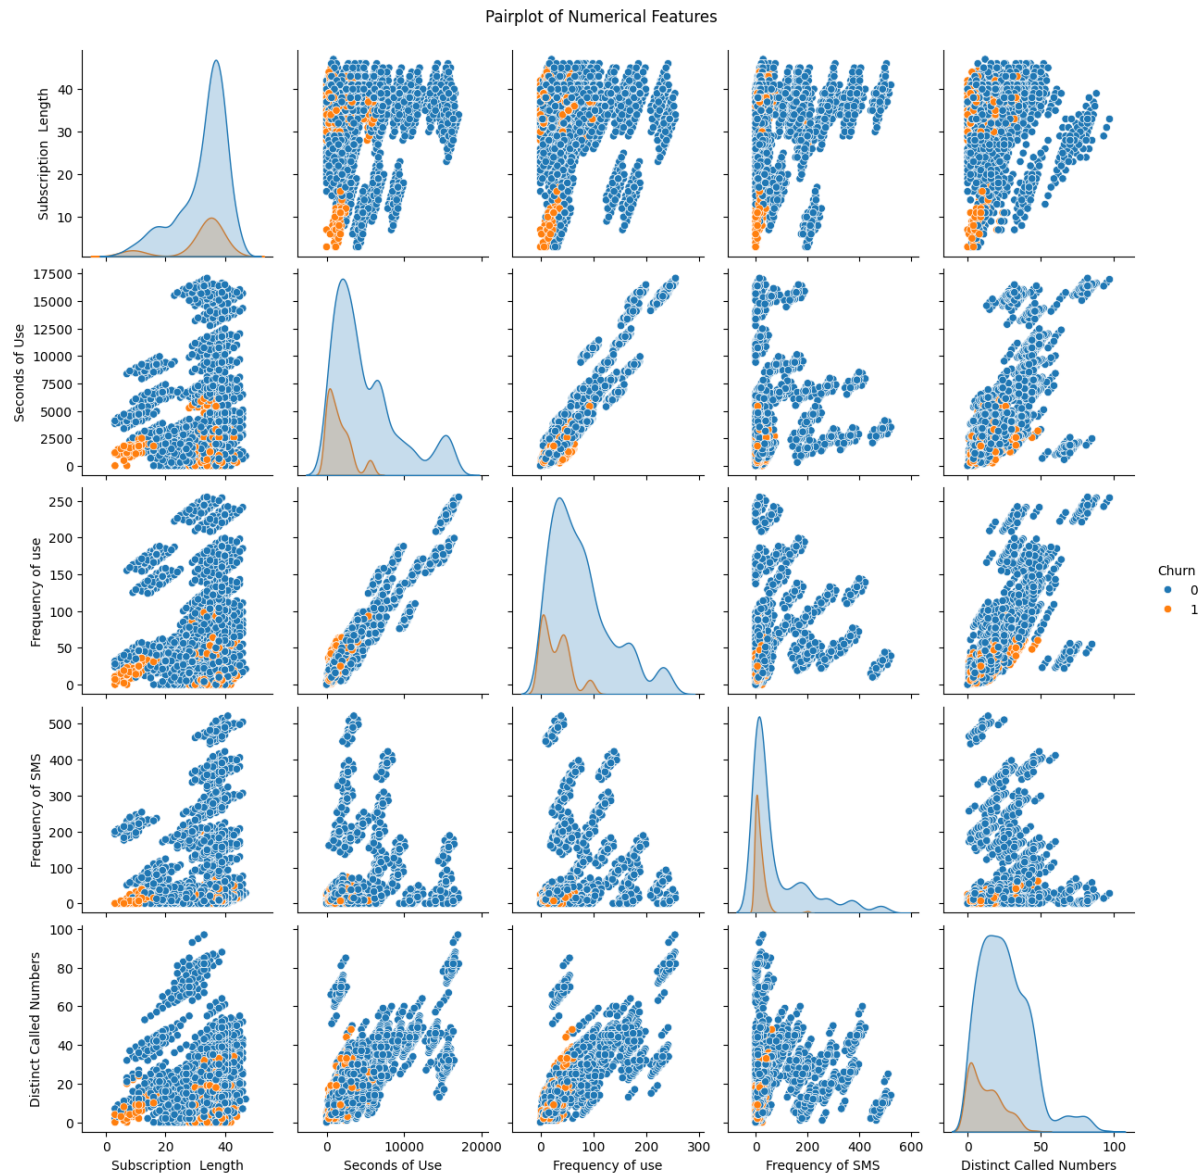 Pairplot of Numerical Features
Subscription  Length
40
30
20
10
Seconds of Use
17500
15000
12500
10000
7500
5000
2500
0
Frequency of use
250
200
150
100
50
0
Churn
0
1
Frequency of SMS
500
400
300
200
100
0
Distinct Called Numbers
100
80
60
40
20
0
0 20 40
0 10000 20000
0 100 200 300
0 200 400 600
0 50 100
Subscription  Length
Seconds of Use
Frequency of use
Frequency of SMS
Distinct Called Numbers